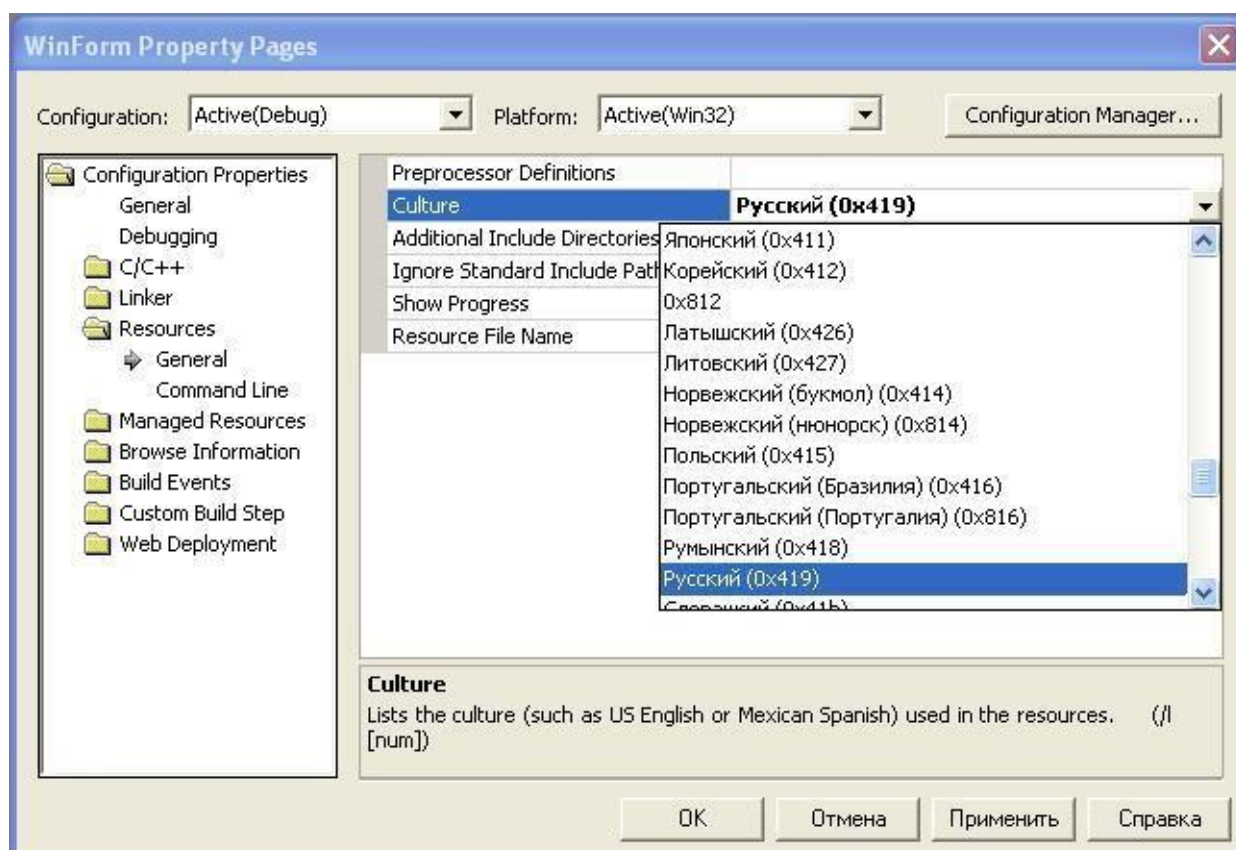 WinForm Property Pages
Configuration: Active(Debug) Platform: Active(Win32) Configuration Manager...
Configuration Properties
General
Debugging
C/C++
Linker
Resources
General
Command Line
Managed Resources
Browse Information
Build Events
Custom Build Step
Web Deployment
Preprocessor Definitions
Culture Русский (0x419)
Additional Include Directories
Ignore Standard Include Path
Show Progress
Resource File Name
Японский (0x411)
Корейский (0x412)
0x812
Латышский (0x426)
Литовский (0x427)
Норвежский (букмол) (0x414)
Норвежский (нюнорск) (0x814)
Польский (0x415)
Португальский (Бразилия) (0x416)
Португальский (Португалия) (0x816)
Румынский (0x418)
Русский (0x419)
Словацкий (0x41b)
Culture
Lists the culture (such as US English or Mexican Spanish) used in the resources. (/l
[num])
OK Отмена Применить Справка